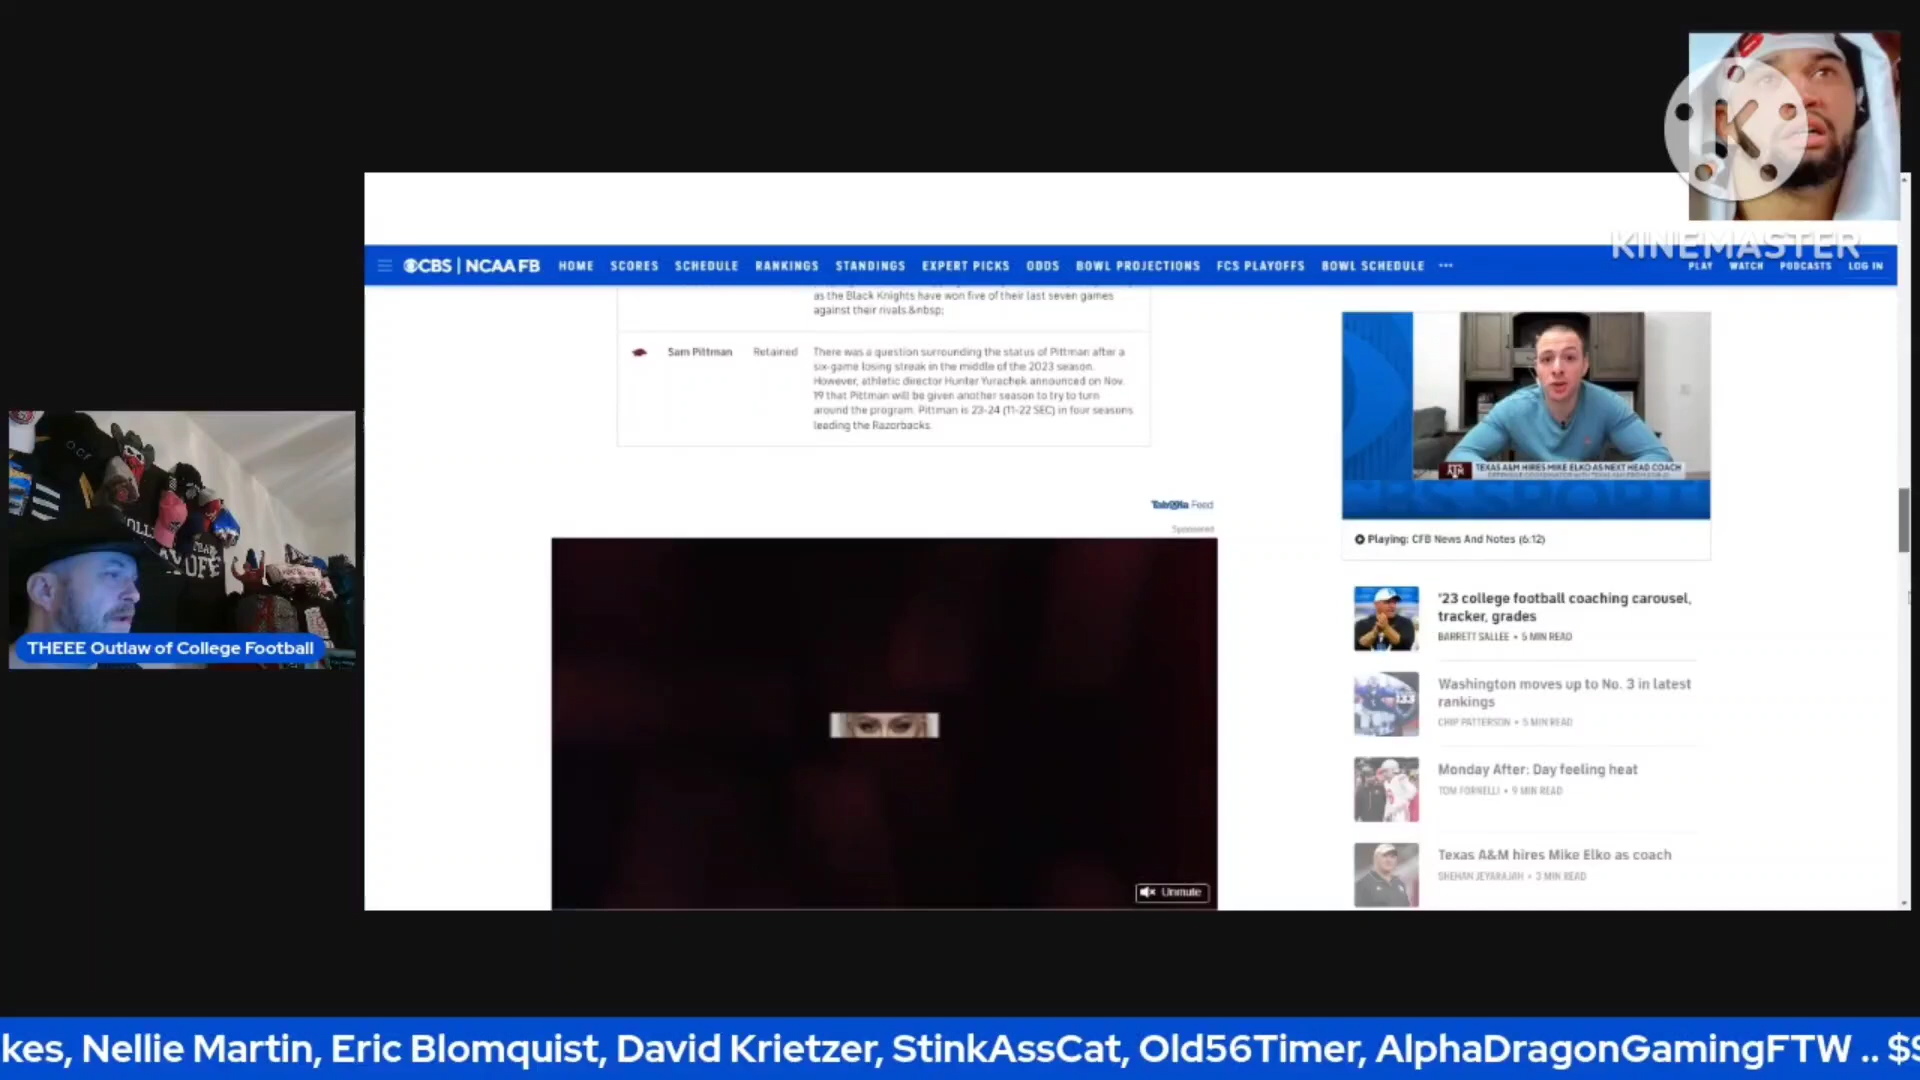 KINEMASTER
CBS | NCAA FB HOME SCORES SCHEDULE RANKINGS STANDINGS EXPERT PICKS ODDS BOWL PROJECTIONS FCS PLAYOFFS BOWL SCHEDULE ... PLAY WATCH PODCASTS LOG IN
as the Black Knights have won five of their last seven games
against their rivals.&nbsp;
Sam Pittman Retained There was a question surrounding the status of Pittman after a
six-game losing streak in the middle of the 2023 season.
However, athletic director Hunter Yurachek announced on Nov.
19 that Pittman will be given another season to try to turn
around the program. Pittman is 23-24 (11-22 SEC) in four seasons
leading the Razorbacks.
Taboola Feed
Sponsored
Unmute
TEXAS A&M HIRES MIKE ELKO AS NEXT HEAD COACH
Playing: CFB News And Notes (6:12)
'23 college football coaching carousel,
tracker, grades
BARRETT SALLEE • 5 MIN READ
Washington moves up to No. 3 in latest
rankings
CHIP PATTERSON • 5 MIN READ
Monday After: Day feeling heat
TOM FORNELLI • 9 MIN READ
Texas A&M hires Mike Elko as coach
SHEHAN JEYARAJAH • 3 MIN READ
THEEE Outlaw of College Football
kes, Nellie Martin, Eric Blomquist, David Krietzer, StinkAssCat, Old56Timer, AlphaDragonGamingFTW .. $